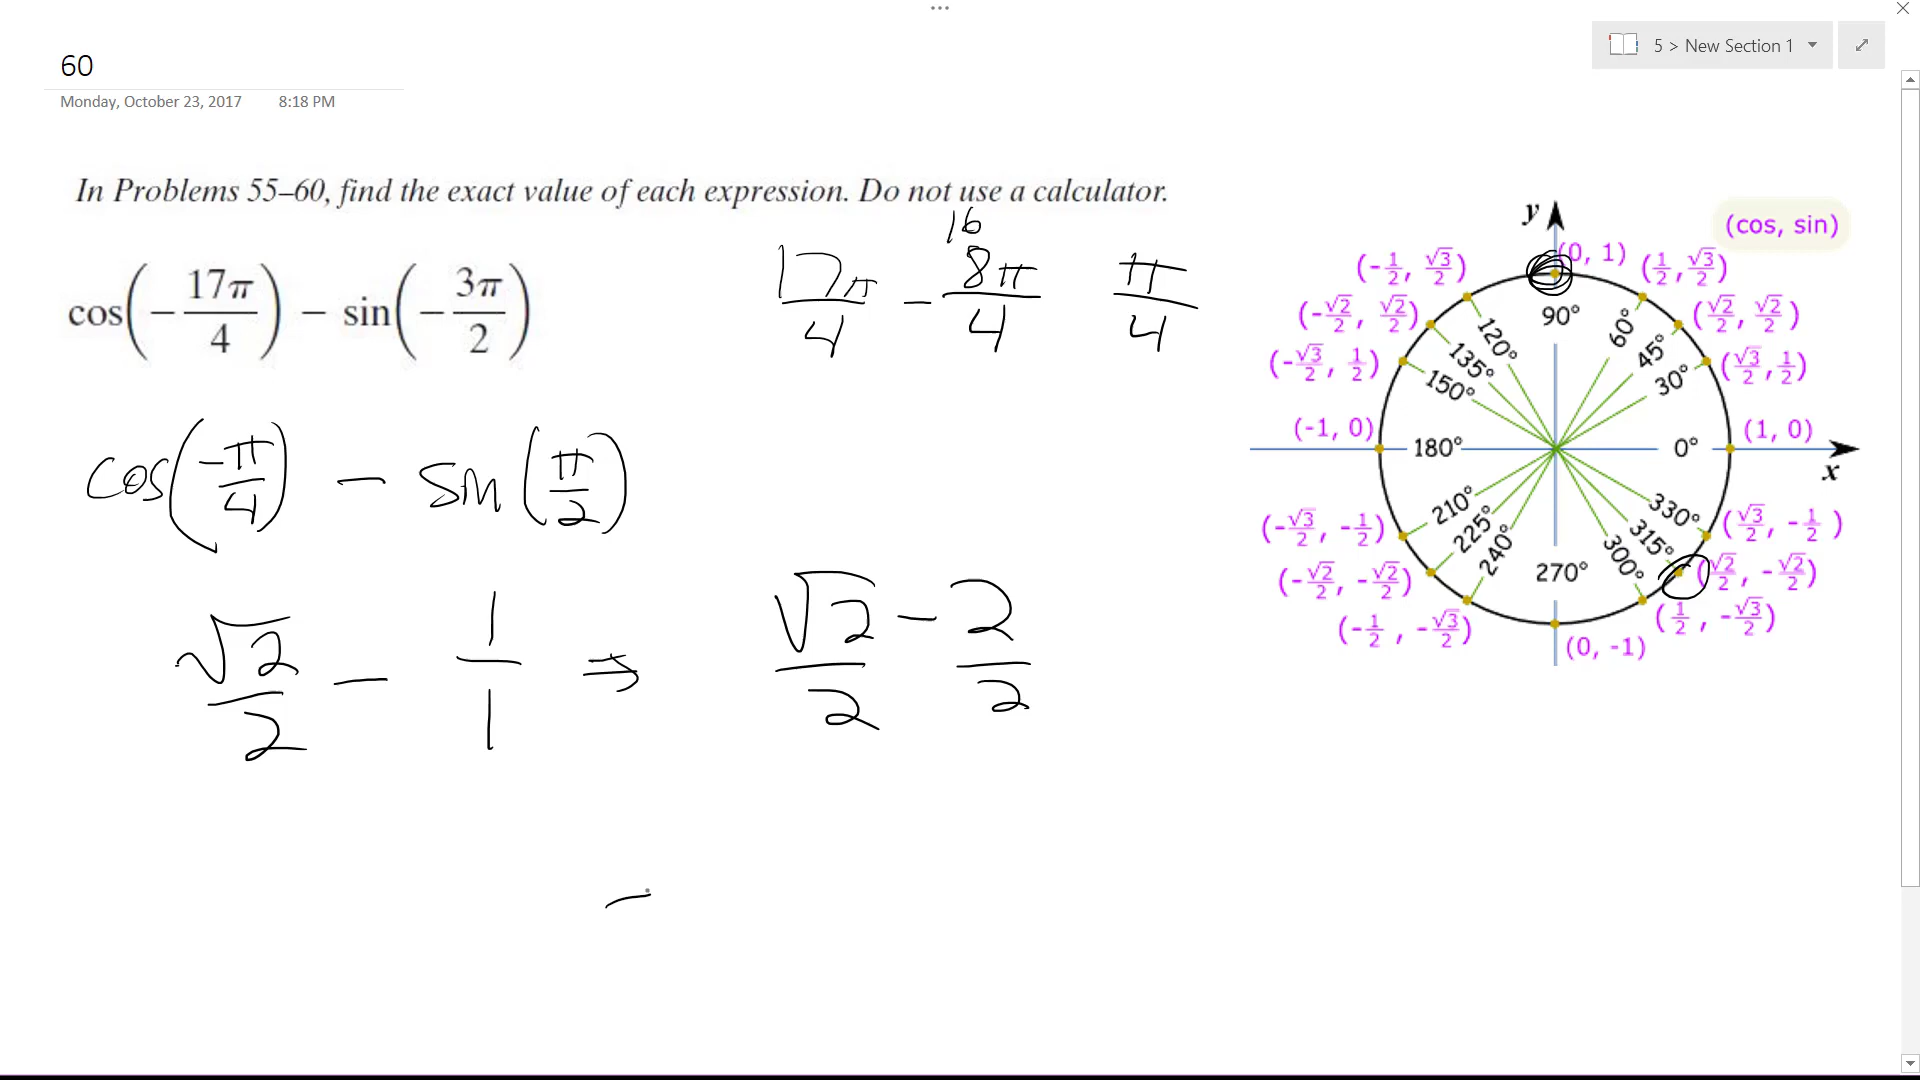 5 > New Section 1
60
Monday, October 23, 2017 8:18 PM
In Problems 55–60, find the exact value of each expression. Do not use a calculator.
cos(−17π/4) − sin(−3π/2)
16
17π/4 − 8π/4 π/4
cos(−π/4) − sin(π/2)
√2/2 − 1/1 ⇒ √2/2 − 2/2
−
y
(cos, sin)
(0, 1)
(-1/2, √3/2) (1/2, √3/2)
(-√2/2, √2/2) (√2/2, √2/2)
(-√3/2, 1/2) (√3/2, 1/2)
90°
120° 60°
135° 45°
150° 30°
(-1, 0) (1, 0)
180° 0°
x
210° 330°
225° 315°
240° 300°
270°
(-√3/2, -1/2) (√3/2, -1/2)
(-√2/2, -√2/2) (√2/2, -√2/2)
(-1/2, -√3/2) (1/2, -√3/2)
(0, -1)